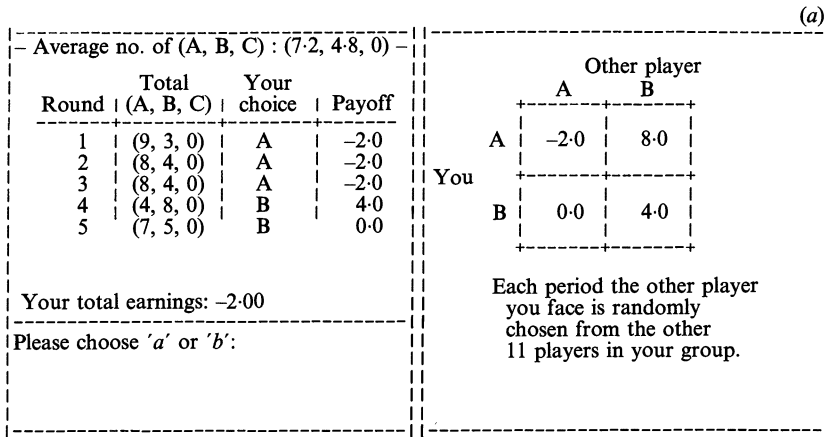 (a)
Average no. of (A, B, C) : (7·2, 4·8, 0)
Total Your
Round (A, B, C) choice Payoff
1 (9, 3, 0) A –2·0
2 (8, 4, 0) A –2·0
3 (8, 4, 0) A –2·0
4 (4, 8, 0) B 4·0
5 (7, 5, 0) B 0·0
Your total earnings: –2·00
Please choose 'a' or 'b':
Other player
A B
A –2·0 8·0
You
B 0·0 4·0
Each period the other player
you face is randomly
chosen from the other
11 players in your group.